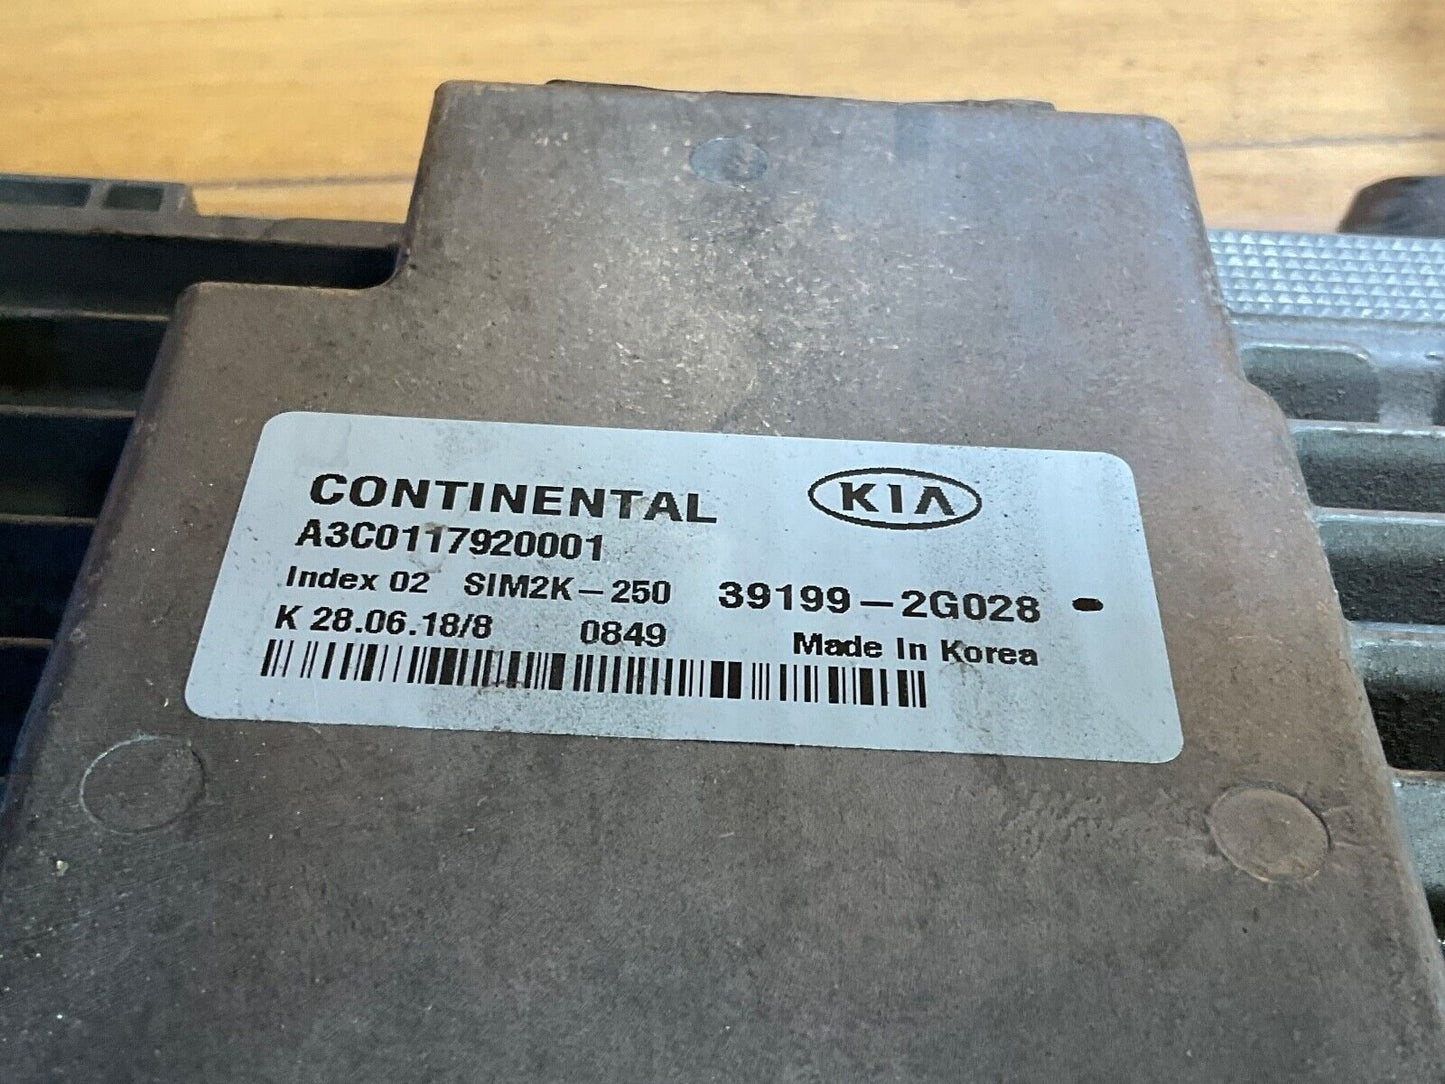 CONTINENTAL KIA
A3C0117920001
Index 02 SIM2K-250 39199-2G028 -
K 28.06.18/8 0849 Made In Korea